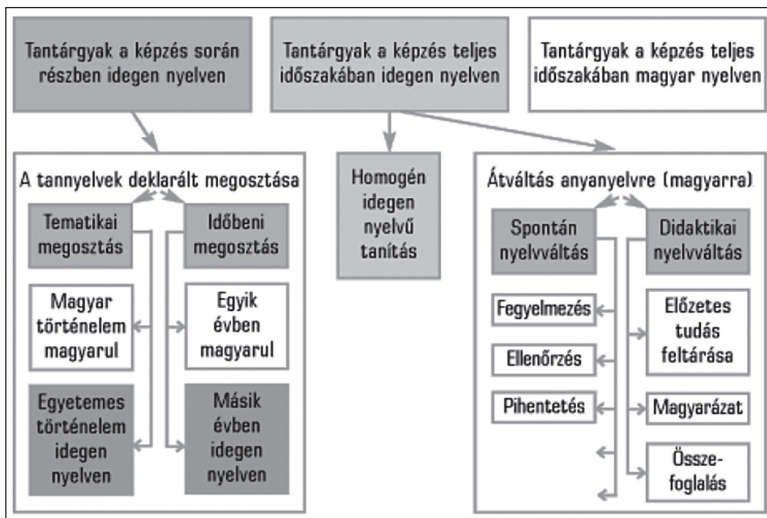 Tantárgyak a képzés során
részben idegen nyelven
Tantárgyak a képzés teljes
időszakában idegen nyelven
Tantárgyak a képzés teljes
időszakában magyar nyelven
A tannyelvek deklarált megosztása
Tematikai
megosztás
Időbeni
megosztás
Magyar
történelem
magyarul
Egyik
évben
magyarul
Egyetemes
történelem
idegen
nyelven
Másik
évben
idegen
nyelven
Homogén
idegen
nyelvű
tanítás
Átváltás anyanyelvre (magyarra)
Spontán
nyelvváltás
Didaktikai
nyelvváltás
Fegyelmezés
Ellenőrzés
Pihentetés
Előzetes
tudás
feltárása
Magyarázat
Össze-
foglalás